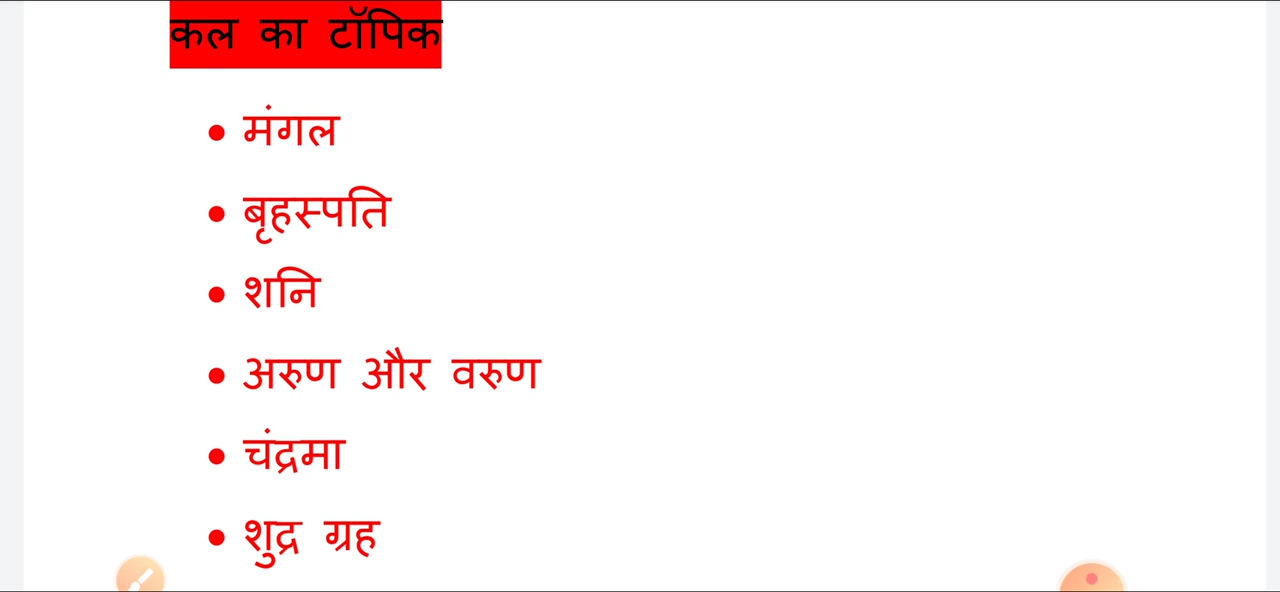 कल का टॉपिक
• मंगल
• बृहस्पति
• शनि
• अरुण और वरुण
• चंद्रमा
• शुद्र ग्रह